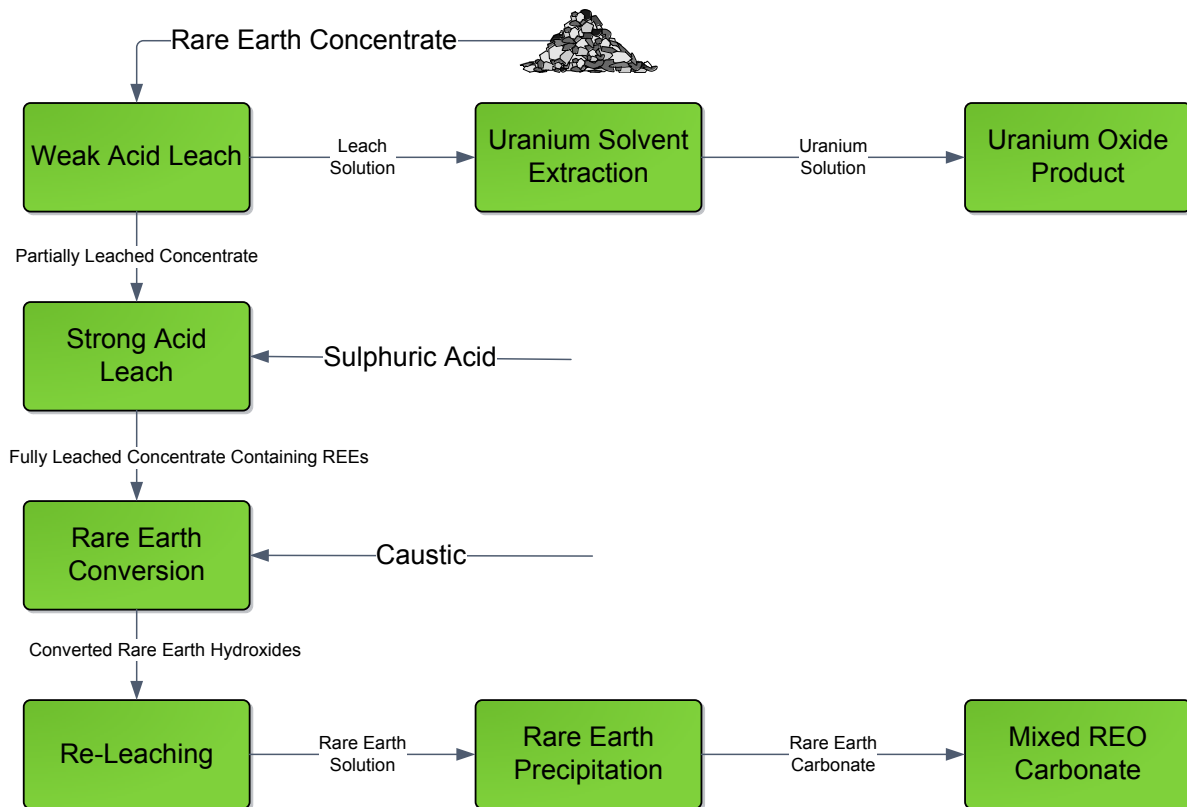 Rare Earth Concentrate
Weak Acid Leach
Leach
Solution
Uranium Solvent
Extraction
Uranium
Solution
Uranium Oxide
Product
Partially Leached Concentrate
Strong Acid
Leach
Sulphuric Acid
Fully Leached Concentrate Containing REEs
Rare Earth
Conversion
Caustic
Converted Rare Earth Hydroxides
Re-Leaching
Rare Earth
Solution
Rare Earth
Precipitation
Rare Earth
Carbonate
Mixed REO
Carbonate